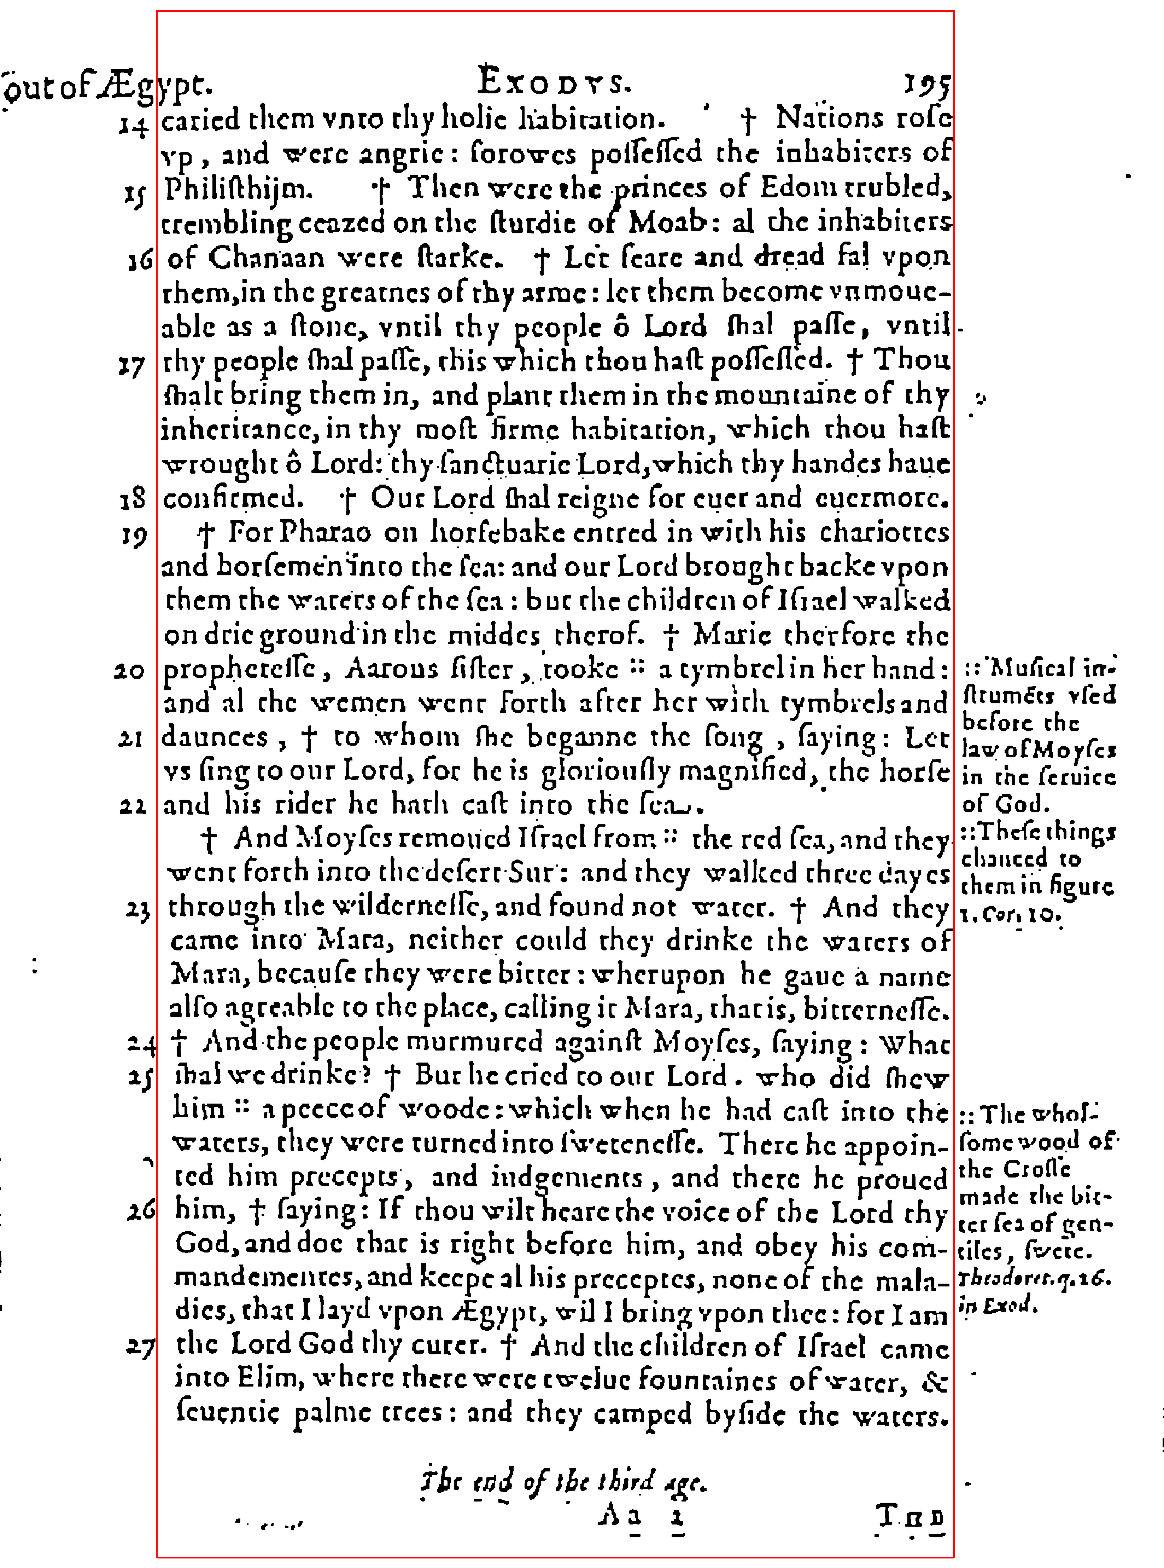 out of Ægypt. EXODVS. 195
14 caried them vnto thy holie habitation. † Nations rose
vp, and were angrie: sorowes possessed the inhabiters of
15 Philisthijm. † Then were the princes of Edom trubled,
trembling ceazed on the sturdie of Moab: al the inhabiters
16 of Chanaan were starke. † Let feare and dread fal vpon
them, in the greatnes of thy arme: let them become vnmoue-
able as a stone, vntil thy people ô Lord shal passe, vntil
17 thy people shal passe, this which thou hast possessed. † Thou
shalt bring them in, and plant them in the mountaine of thy
inheritance, in thy most firme habitation, which thou hast
wrought ô Lord: thy sanctuarie Lord, which thy handes haue
18 confirmed. † Our Lord shal reigne for euer and euermore.
19 † For Pharao on horsebake entred in with his chariottes
and horsemen into the sea: and our Lord brought backe vpon
them the waters of the sea: but the children of Israel walked
on drie ground in the middes therof. † Marie therfore the
20 prophetesse, Aarons sister, tooke :: a tymbrel in her hand:
and al the wemen went forth after her with tymbrels and
21 daunces, † to whom she beganne the song, saying: Let
vs sing to our Lord, for he is gloriously magnified, the horse
22 and his rider he hath cast into the sea.
† And Moyses remoued Israel from :: the red sea, and they
went forth into the desert Sur: and they walked three dayes
23 through the wildernesse, and found not water. † And they
came into Mara, neither could they drinke the waters of
Mara, because they were bitter: wherupon he gaue a name
also agreable to the place, calling it Mara, that is, bitternesse.
24 † And the people murmured against Moyses, saying: What
25 shal we drinke? † But he cried to our Lord. who did shew
him :: a peece of woode: which when he had cast into the
waters, they were turned into swetenesse. There he appoin-
ted him precepts, and iudgements, and there he proued
26 him, † saying: If thou wilt heare the voice of the Lord thy
God, and doe that is right before him, and obey his com-
mandementes, and keepe al his preceptes, none of the mala-
dies, that I layd vpon Ægypt, wil I bring vpon thee: for I am
27 the Lord God thy curer. † And the children of Israel came
into Elim, where there were twelue fountaines of water, &
seuentie palme trees: and they camped byside the waters.
:: Musical in-
strumẽts vsed
before the
law of Moyses
in the seruice
of God.
:: These things
chanced to
them in figure
1. Cor. 10.
:: The whol-
some wood of
the Crosse
made the bit-
ter sea of gen-
tiles, swete.
Theodoret. q. 26.
in Exod.
The end of the third age.
Aa 2